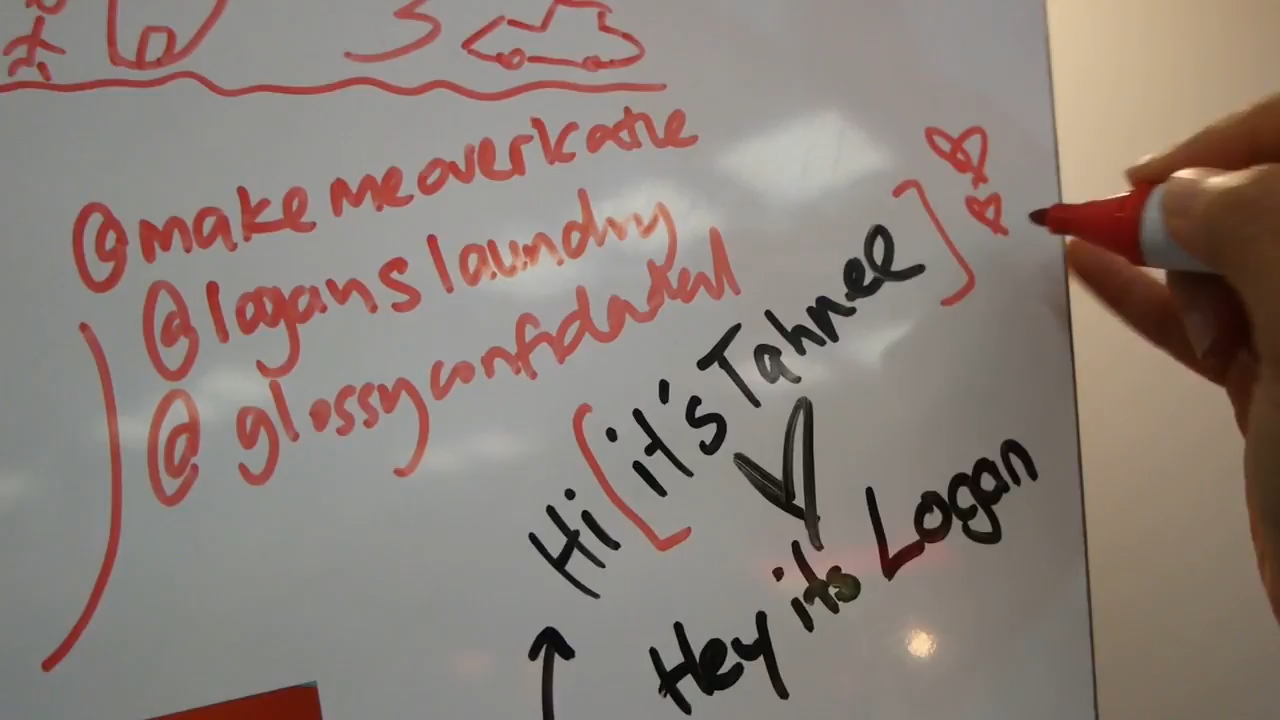 @makemeoverkatie
@loganslaundry
@glossyconfidential
Hi [it's Tahnee]
Hey its Logan